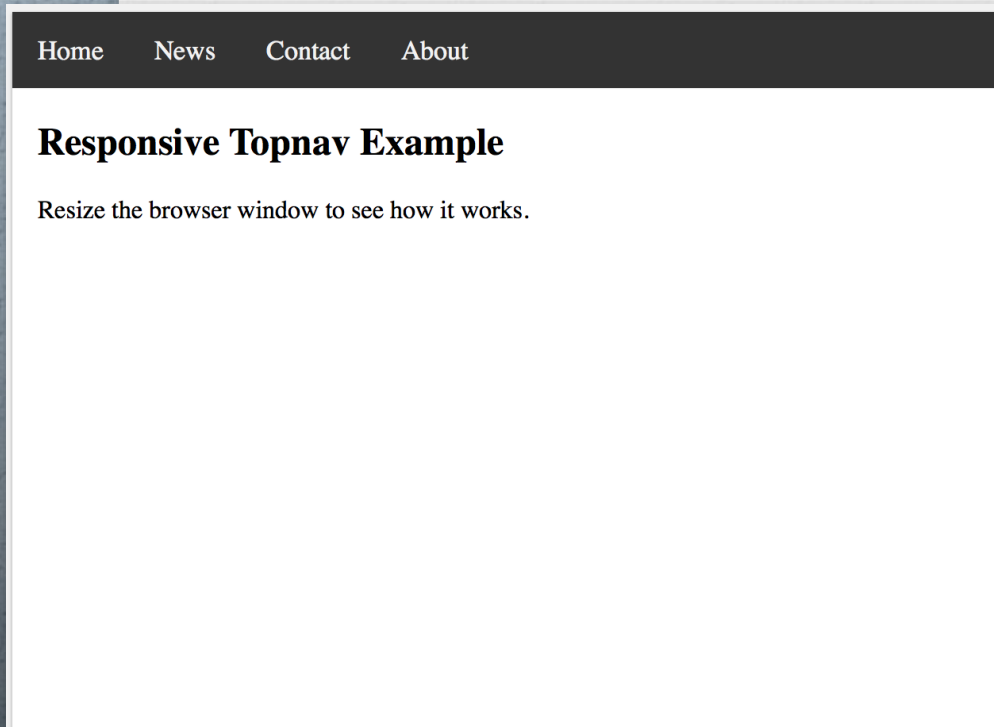 Home News Contact About
Responsive Topnav Example
Resize the browser window to see how it works.